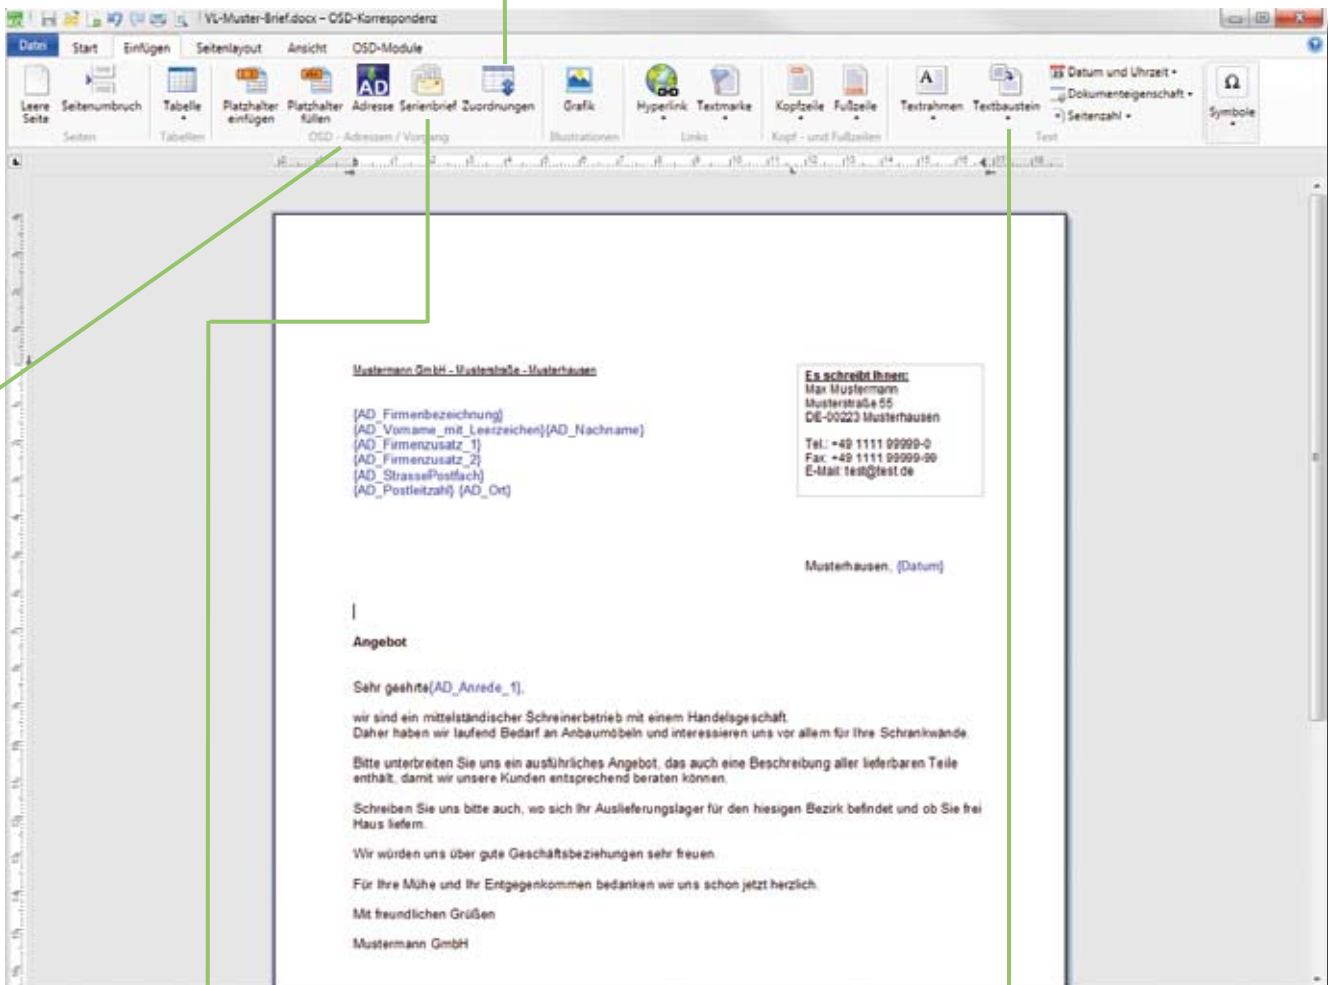 VL-Muster-Brief.docx – OSD-Korrespondenz
Datei Start Einfügen Seitenlayout Ansicht OSD-Module
Leere Seite Seitenumbruch Tabelle Platzhalter einfügen Platzhalter füllen Adresse Serienbrief Zuordnungen Grafik Hyperlink Textmarke Kopfzeile Fußzeile Textrahmen Textbaustein Symbole
Datum und Uhrzeit
Dokumenteigenschaft
Seitenzahl
Seiten Tabellen OSD - Adressen / Vorgang Illustrationen Links Kopf - und Fußzeilen Text
Mustermann GmbH - Musterstraße - Musterhausen
{AD_Firmenbezeichnung}
{AD_Vorname_mit_Leerzeichen}{AD_Nachname}
{AD_Firmenzusatz_1}
{AD_Firmenzusatz_2}
{AD_StrassePostfach}
{AD_Postleitzahl} {AD_Ort}
Es schreibt Ihnen:
Max Mustermann
Musterstraße 55
DE-00223 Musterhausen
Tel.: +49 1111 99999-0
Fax: +49 1111 99999-99
E-Mail: test@test.de
Musterhausen, {Datum}
Angebot
Sehr geehrte{AD_Anrede_1},
wir sind ein mittelständischer Schreinerbetrieb mit einem Handelsgeschäft.
Daher haben wir laufend Bedarf an Anbaumöbeln und interessieren uns vor allem für Ihre Schrankwände.
Bitte unterbreiten Sie uns ein ausführliches Angebot, das auch eine Beschreibung aller lieferbaren Teile
enthält, damit wir unsere Kunden entsprechend beraten können.
Schreiben Sie uns bitte auch, wo sich Ihr Auslieferungslager für den hiesigen Bezirk befindet und ob Sie frei
Haus liefern.
Wir würden uns über gute Geschäftsbeziehungen sehr freuen.
Für Ihre Mühe und Ihr Entgegenkommen bedanken wir uns schon jetzt herzlich.
Mit freundlichen Grüßen
Mustermann GmbH